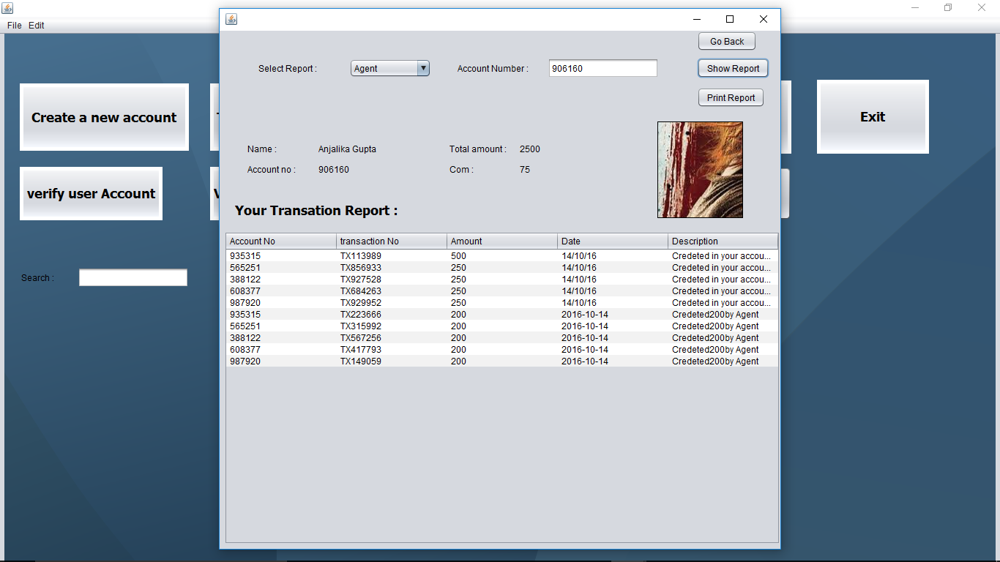 File Edit
Go Back
Select Report : Agent Account Number : 906160 Show Report
Print Report
Create a new account
Exit
Name : Anjalika Gupta Total amount : 2500
Account no : 906160 Com : 75
verify user Account
Your Transation Report :
Account No transaction No Amount Date Description
935315 TX113989 500 14/10/16 Credeted in your accou...
565251 TX856933 250 14/10/16 Credeted in your accou...
388122 TX927528 250 14/10/16 Credeted in your accou...
608377 TX684263 250 14/10/16 Credeted in your accou...
987920 TX929952 250 14/10/16 Credeted in your accou...
935315 TX223666 200 2016-10-14 Credeted200by Agent
565251 TX315992 200 2016-10-14 Credeted200by Agent
388122 TX567256 200 2016-10-14 Credeted200by Agent
608377 TX417793 200 2016-10-14 Credeted200by Agent
987920 TX149059 200 2016-10-14 Credeted200by Agent
Search :